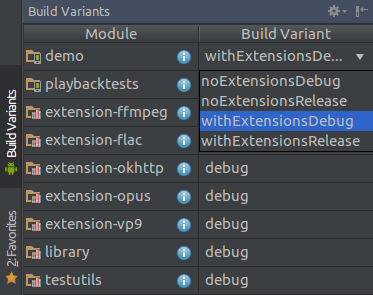 Build Variants
Module Build Variant
demo withExtensionsDe...
playbacktests
noExtensionsDebug
noExtensionsRelease
extension-ffmpeg
withExtensionsDebug
extension-flac
withExtensionsRelease
extension-okhttp debug
extension-opus debug
extension-vp9 debug
library debug
testutils debug
Build Variants
2: Favorites